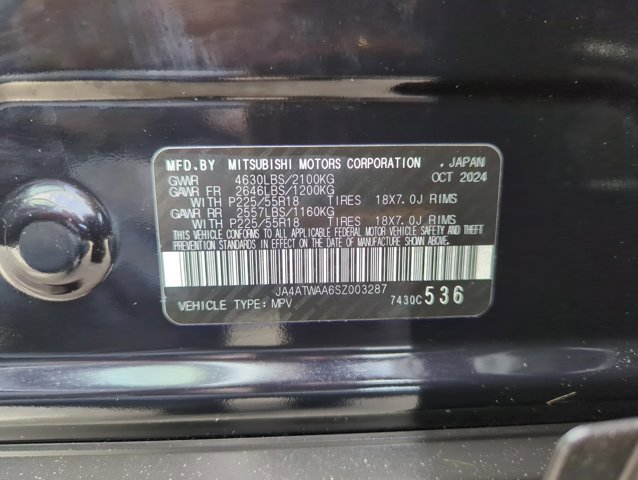 MFD.BY MITSUBISHI MOTORS CORPORATION , JAPAN
GVWR 4630LBS/2100KG OCT 2024
GAWR FR 2646LBS/1200KG
WITH P225/55R18 TIRES 18X7.0J RIMS
GAWR RR 2557LBS/1160KG
WITH P225/55R18 TIRES 18X7.0J RIMS
THIS VEHICLE CONFORMS TO ALL APPLICABLE FEDERAL MOTOR VEHICLE SAFETY AND THEFT
PREVENTION STANDARDS IN EFFECT ON THE DATE OF MANUFACTURE SHOWN ABOVE.
JA4ATWAA6SZ003287
VEHICLE TYPE: MPV 7430C 536